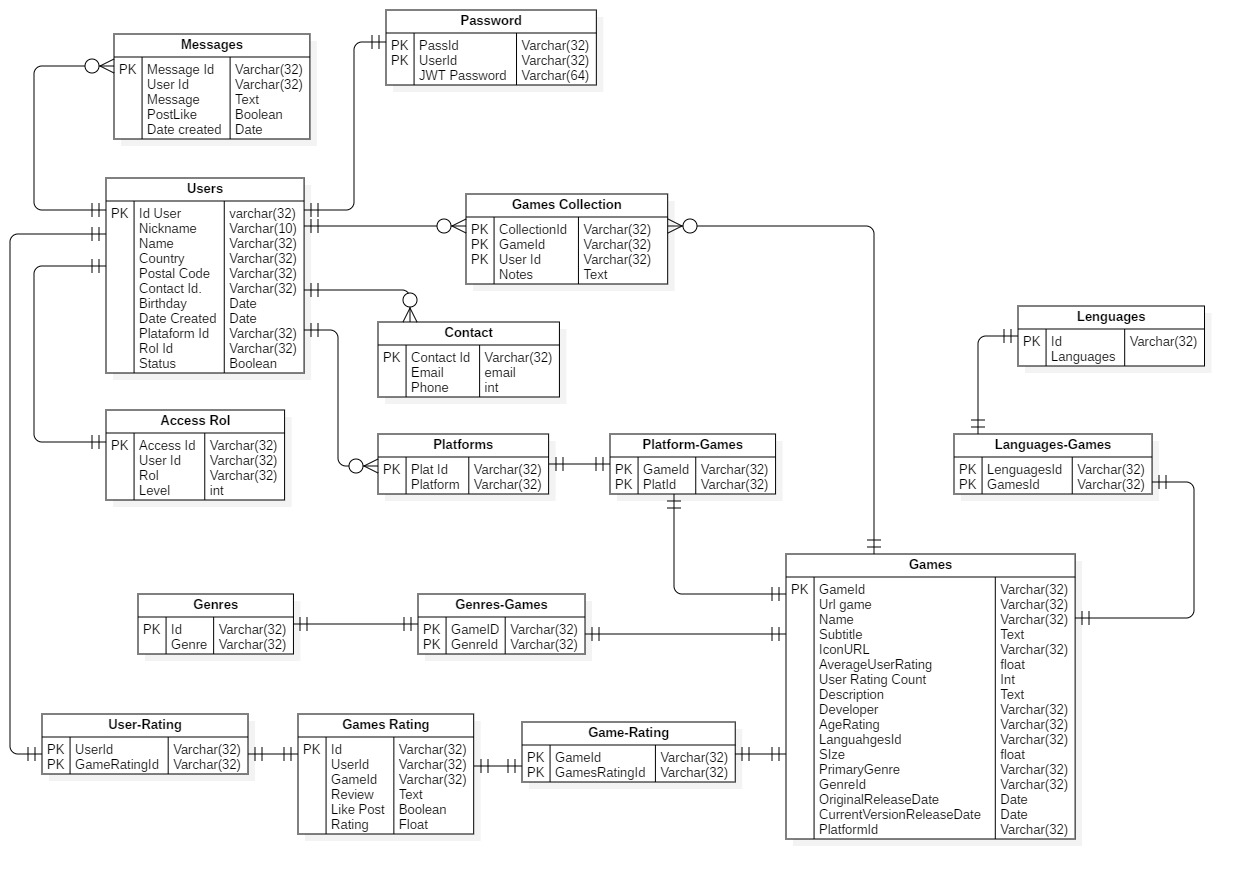 Password
PK PassId Varchar(32)
PK UserId Varchar(32)
JWT Password Varchar(64)
Messages
PK Message Id Varchar(32)
User Id Varchar(32)
Message Text
PostLike Boolean
Date created Date
Users
PK Id User varchar(32)
Nickname Varchar(10)
Name Varchar(32)
Country Varchar(32)
Postal Code Varchar(32)
Contact Id. Varchar(32)
Birthday Date
Date Created Date
Plataform Id Varchar(32)
Rol Id Varchar(32)
Status Boolean
Games Collection
PK CollectionId Varchar(32)
PK GameId Varchar(32)
PK User Id Varchar(32)
Notes Text
Contact
PK Contact Id Varchar(32)
Email email
Phone int
Lenguages
PK Id Varchar(32)
Languages
Access Rol
PK Access Id Varchar(32)
User Id Varchar(32)
Rol Varchar(32)
Level int
Platforms
PK Plat Id Varchar(32)
Platform Varchar(32)
Platform-Games
PK GameId Varchar(32)
PK PlatId Varchar(32)
Languages-Games
PK LenguagesId Varchar(32)
PK GamesId Varchar(32)
Games
PK GameId Varchar(32)
Url game Varchar(32)
Name Varchar(32)
Subtitle Text
IconURL Varchar(32)
AverageUserRating float
User Rating Count Int
Description Text
Developer Varchar(32)
AgeRating Varchar(32)
LanguahgesId Varchar(32)
SIze float
PrimaryGenre Varchar(32)
GenreId Varchar(32)
OriginalReleaseDate Date
CurrentVersionReleaseDate Date
PlatformId Varchar(32)
Genres
PK Id Varchar(32)
Genre Varchar(32)
Genres-Games
PK GameID Varchar(32)
PK GenreId Varchar(32)
User-Rating
PK UserId Varchar(32)
PK GameRatingId Varchar(32)
Games Rating
PK Id Varchar(32)
UserId Varchar(32)
GameId Varchar(32)
Review Text
Like Post Boolean
Rating Float
Game-Rating
PK GameId Varchar(32)
PK GamesRatingId Varchar(32)